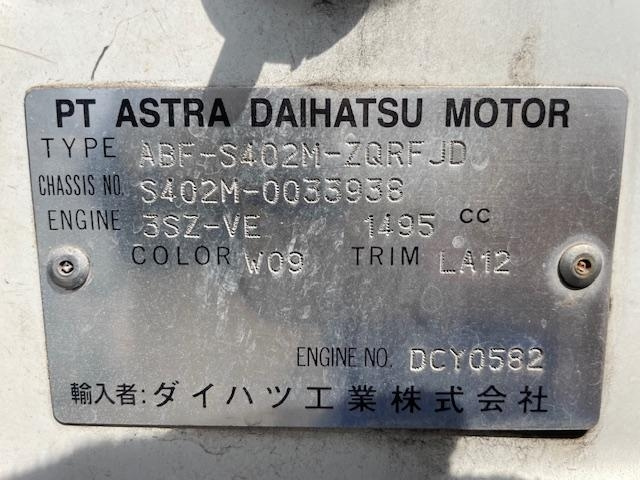 PT ASTRA DAIHATSU MOTOR
TYPE ABF-S402M-ZQRFJD
CHASSIS NO. S402M-0033938
ENGINE 3SZ-VE 1495 CC
COLOR W09 TRIM LA12
ENGINE NO. DCY0582
輸入者: ダイハツ工業株式会社